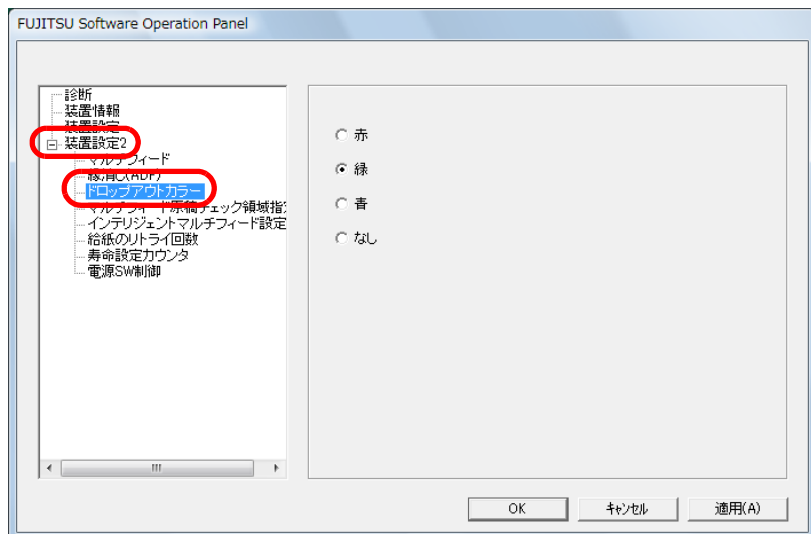 FUJITSU Software Operation Panel
診断
装置情報
装置設定
装置設定2
マルチフィード
縁消し(ADF)
ドロップアウトカラー
マルチフィード原稿チェック領域指
インテリジェントマルチフィード設定
給紙のリトライ回数
寿命設定カウンタ
電源SW制御
赤
緑
青
なし
OK キャンセル 適用(A)